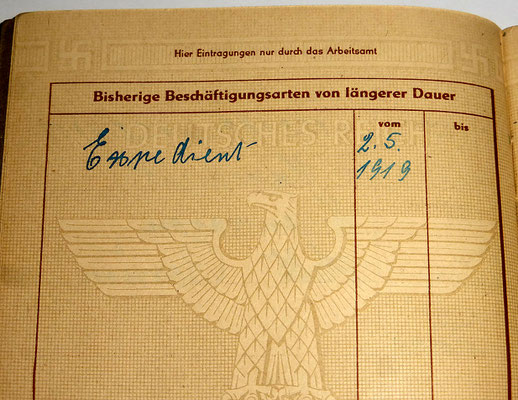 Hier Eintragungen nur durch das Arbeitsamt
Bisherige Beschäftigungsarten von längerer Dauer
DEUTSCHES REICH
vom
bis
Expedient
2.5.
1919